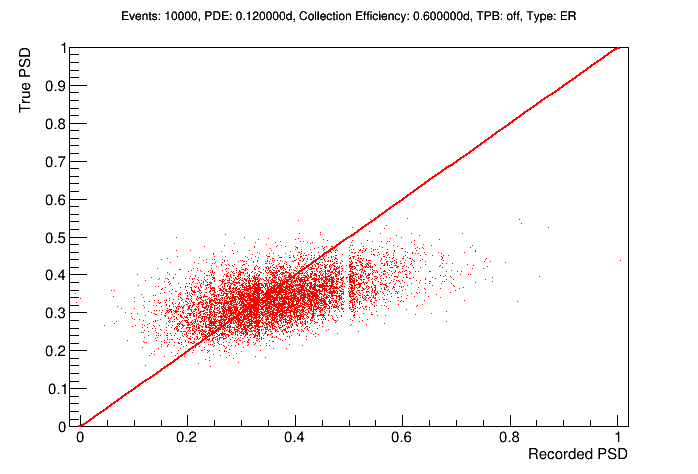 Events: 10000, PDE: 0.120000d, Collection Efficiency: 0.600000d, TPB: off, Type: ER
True PSD
1
0.9
0.8
0.7
0.6
0.5
0.4
0.3
0.2
0.1
0
0 0.2 0.4 0.6 0.8 1
Recorded PSD